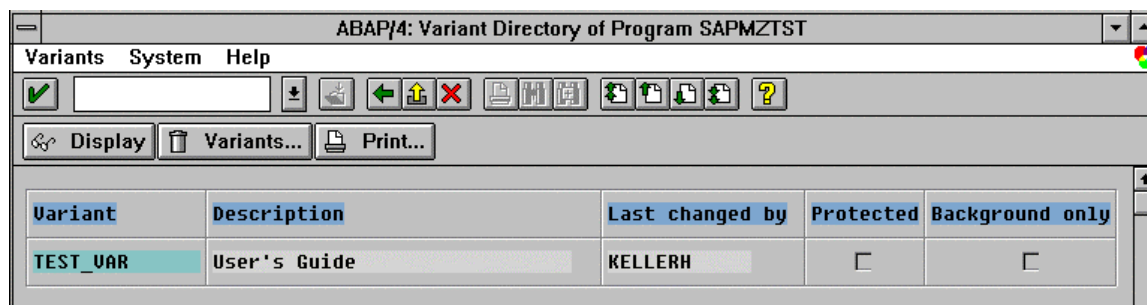 ABAP/4: Variant Directory of Program SAPMZTST
Variants System Help
Display Variants... Print...
Variant Description Last changed by Protected Background only
TEST_VAR User's Guide KELLERH